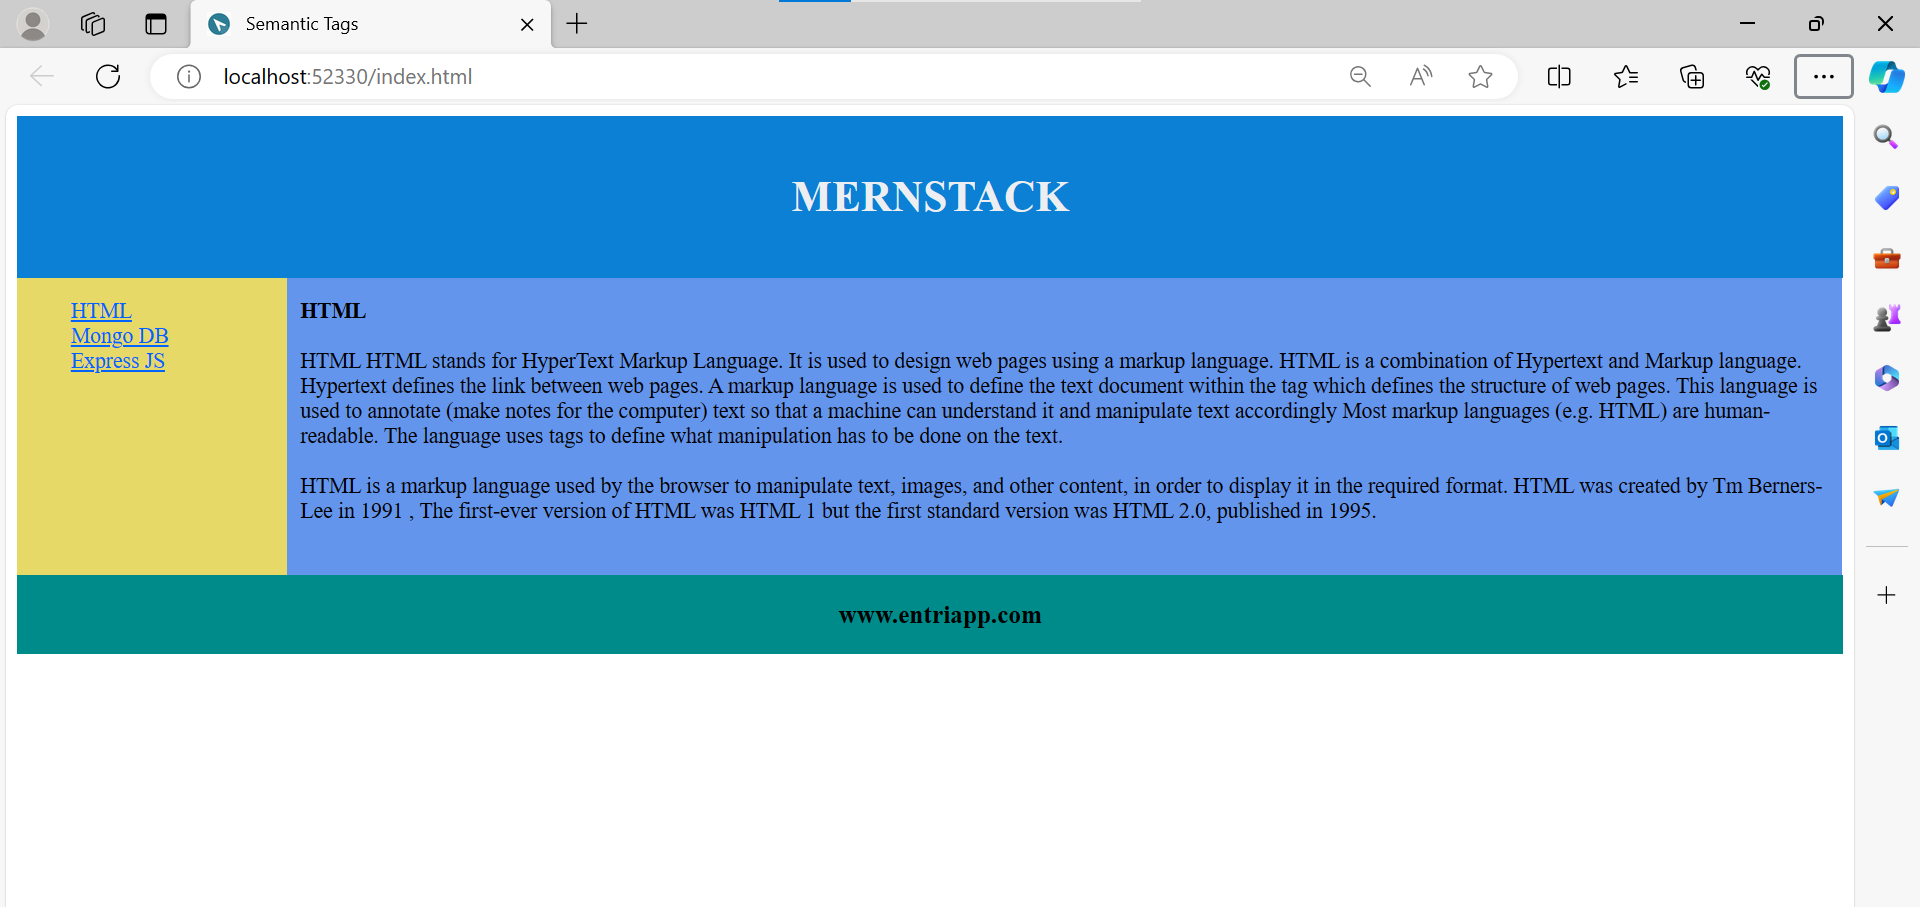 Semantic Tags
localhost:52330/index.html
MERNSTACK
HTML
Mongo DB
Express JS
HTML
HTML HTML stands for HyperText Markup Language. It is used to design web pages using a markup language. HTML is a combination of Hypertext and Markup language.
Hypertext defines the link between web pages. A markup language is used to define the text document within the tag which defines the structure of web pages. This language is
used to annotate (make notes for the computer) text so that a machine can understand it and manipulate text accordingly Most markup languages (e.g. HTML) are human-
readable. The language uses tags to define what manipulation has to be done on the text.
HTML is a markup language used by the browser to manipulate text, images, and other content, in order to display it in the required format. HTML was created by Tm Berners-
Lee in 1991 , The first-ever version of HTML was HTML 1 but the first standard version was HTML 2.0, published in 1995.
www.entriapp.com